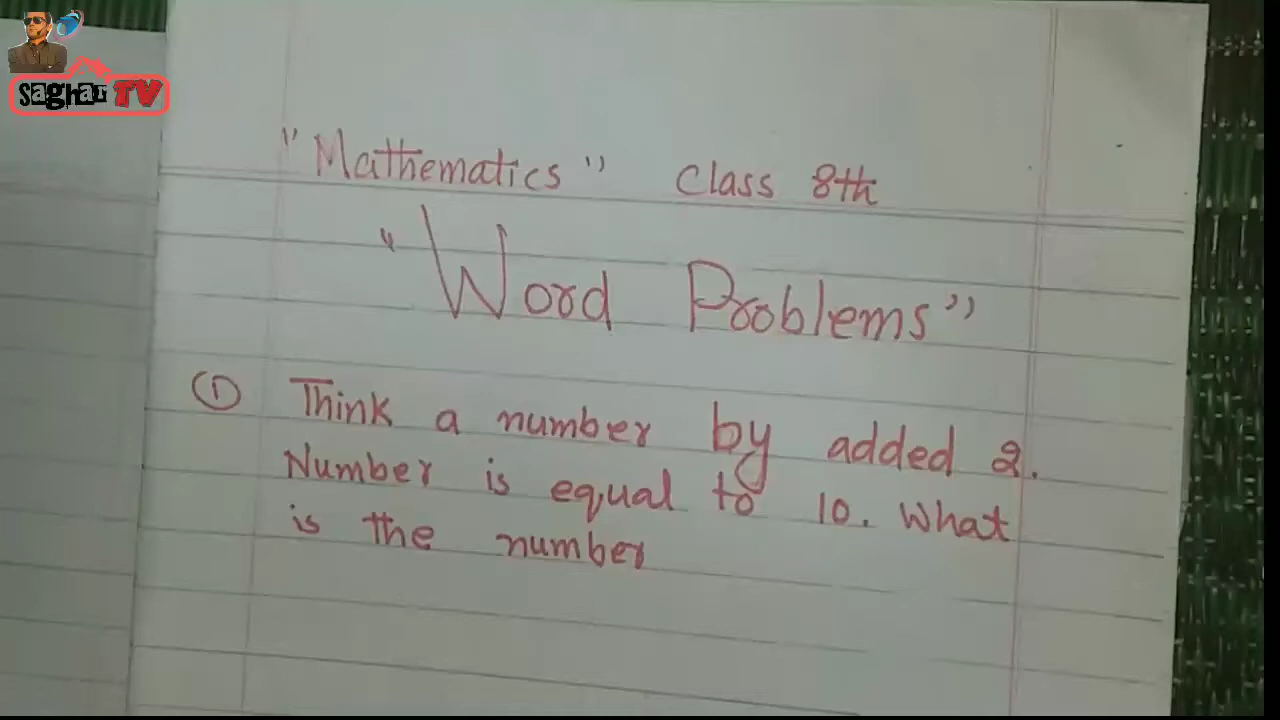 saghar TV
"Mathematics" Class 8th
"Word Problems"
① Think a number by added 2.
Number is equal to 10. What
is the number